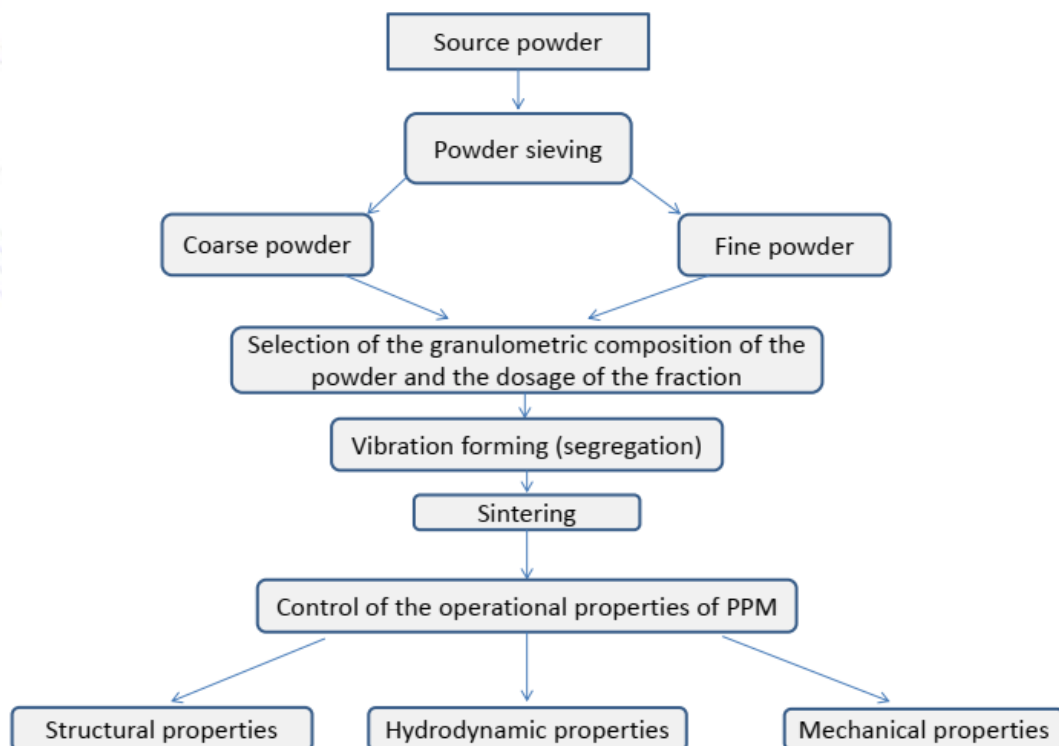 Source powder
Powder sieving
Coarse powder
Fine powder
Selection of the granulometric composition of the
powder and the dosage of the fraction
Vibration forming (segregation)
Sintering
Control of the operational properties of PPM
Structural properties
Hydrodynamic properties
Mechanical properties